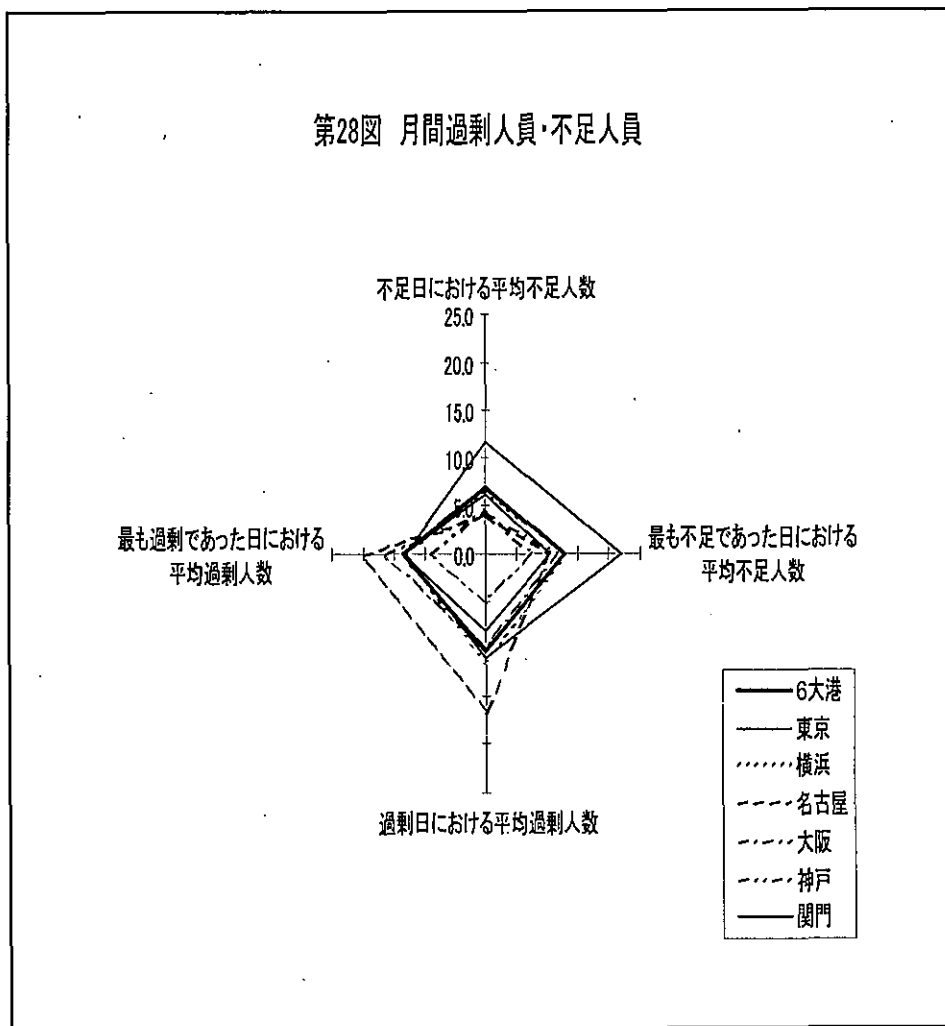 第28図 月間過剰人員・不足人員
不足日における平均不足人数
25.0
20.0
15.0
10.0
5.0
0.0
最も過剰であった日における
平均過剰人数
最も不足であった日における
平均不足人数
過剰日における平均過剰人数
6大港
東京
横浜
名古屋
大阪
神戸
関門